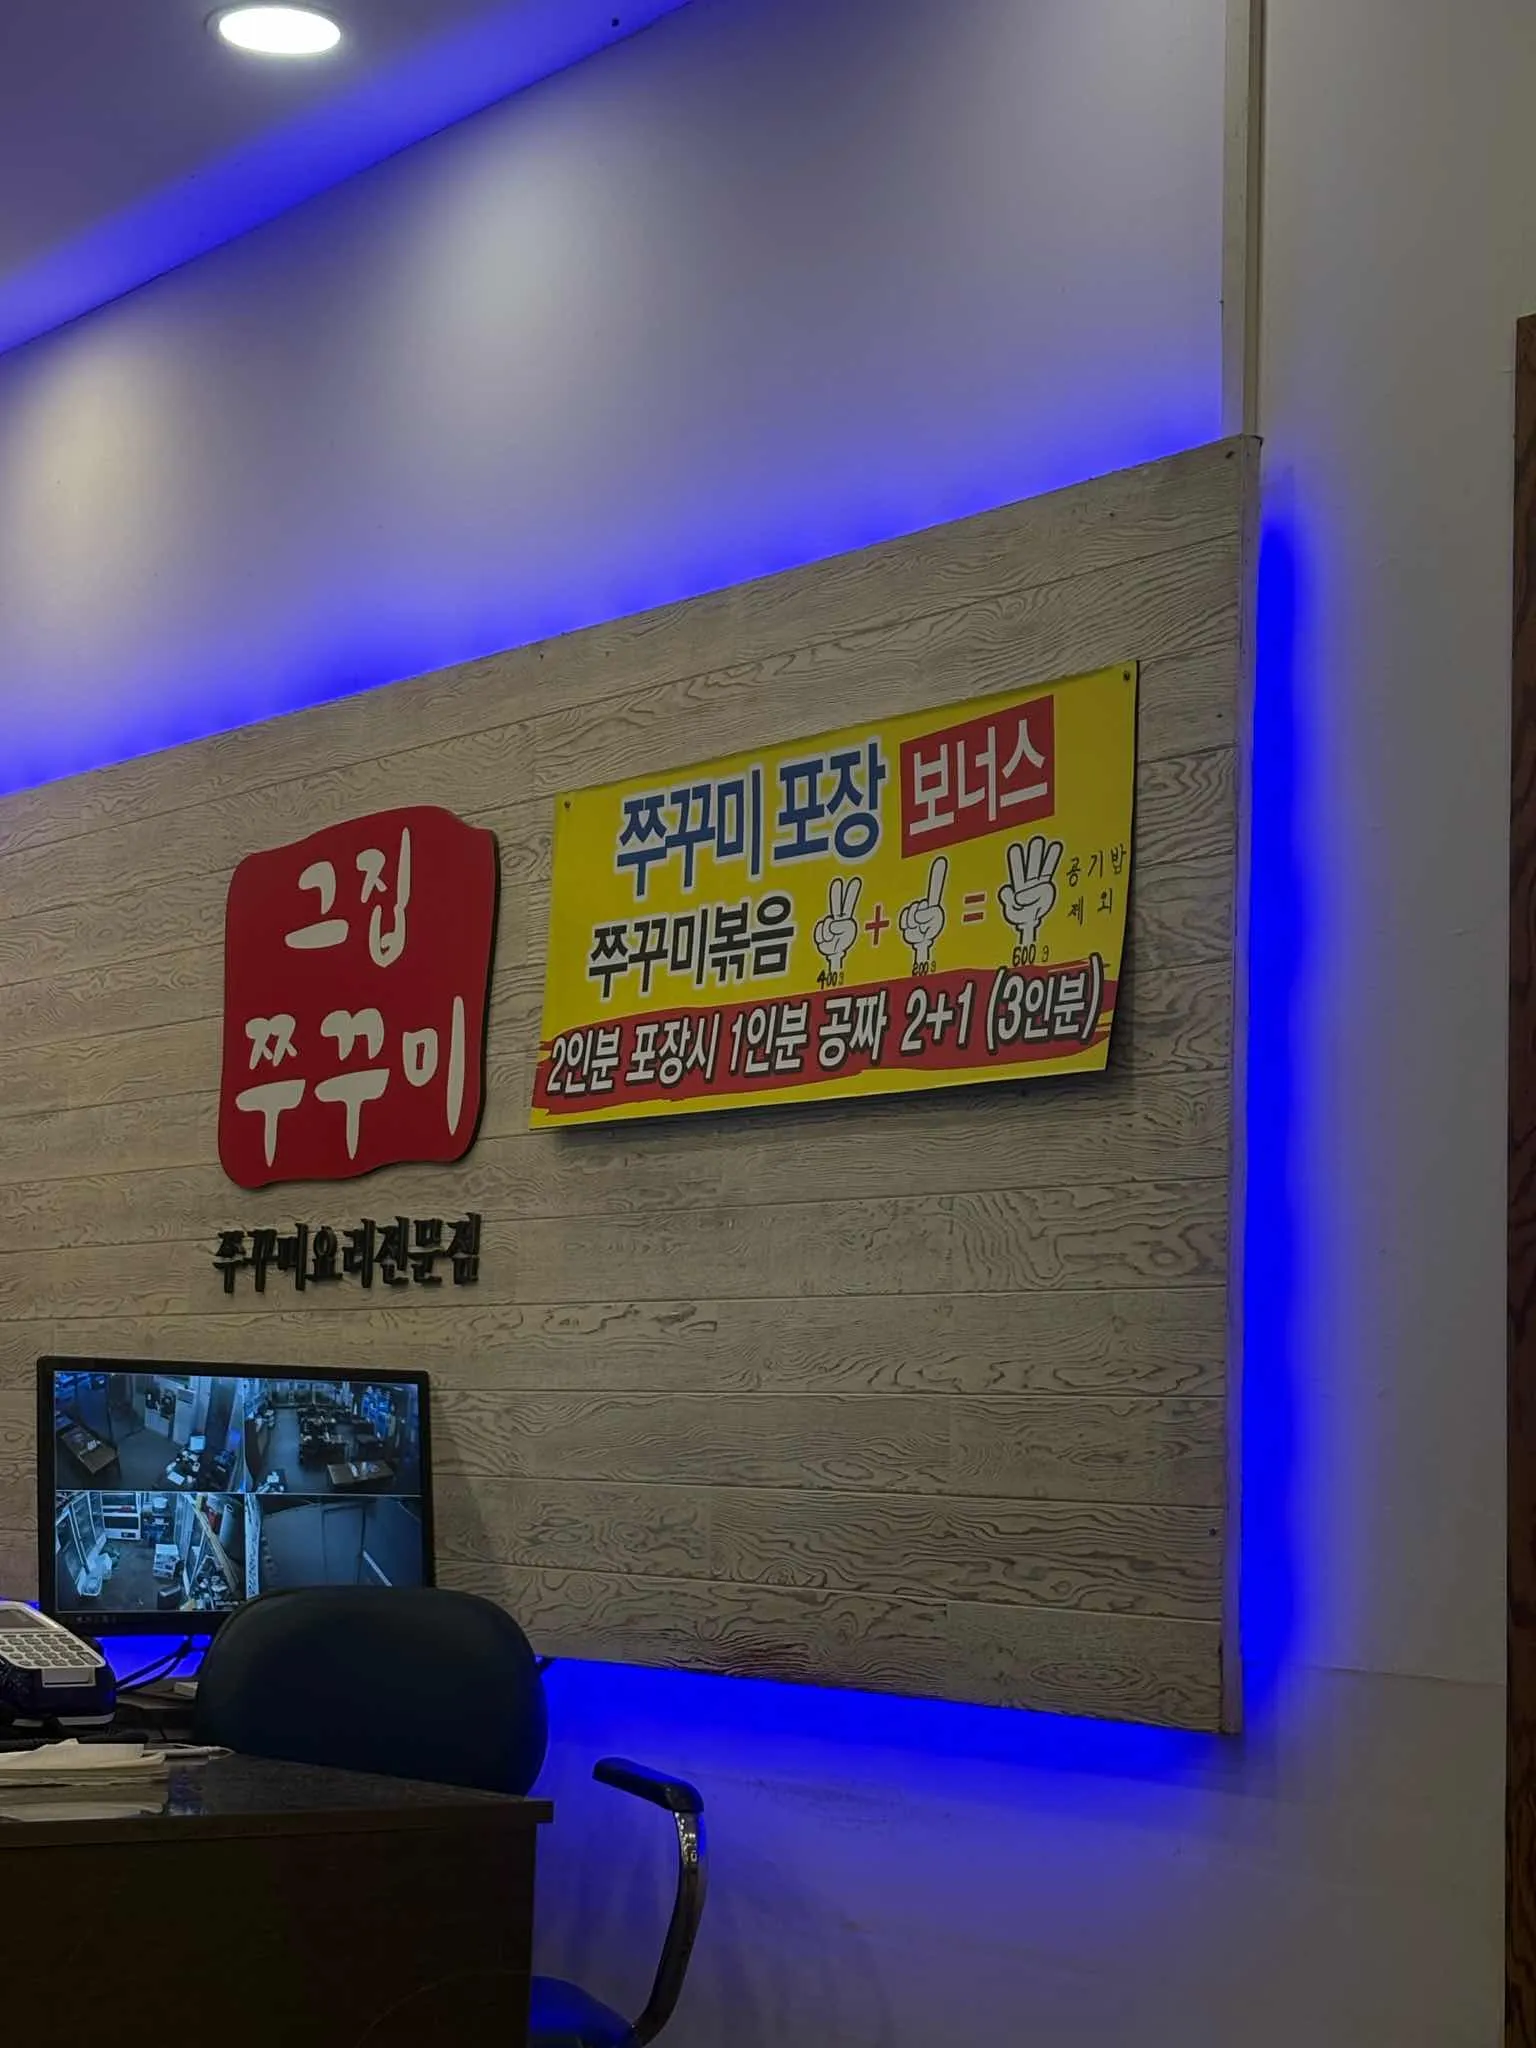 그집
쭈꾸미
쭈꾸미요리전문점
쭈꾸미 포장 보너스
쭈꾸미볶음 + = 공기밥
제외
400g 200g 600g
2인분 포장시 1인분 공짜 2+1 (3인분)